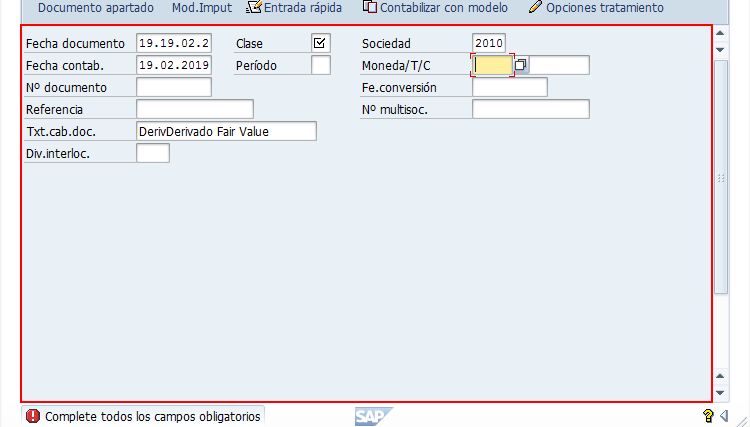 Documento apartado Mod.Imput Entrada rápida Contabilizar con modelo Opciones tratamiento
Fecha documento 19.19.02.2 Clase Sociedad 2010
Fecha contab. 19.02.2019 Período Moneda/T/C
Nº documento Fe.conversión
Referencia Nº multisoc.
Txt.cab.doc. DerivDerivado Fair Value
Div.interloc.
Complete todos los campos obligatorios SAP